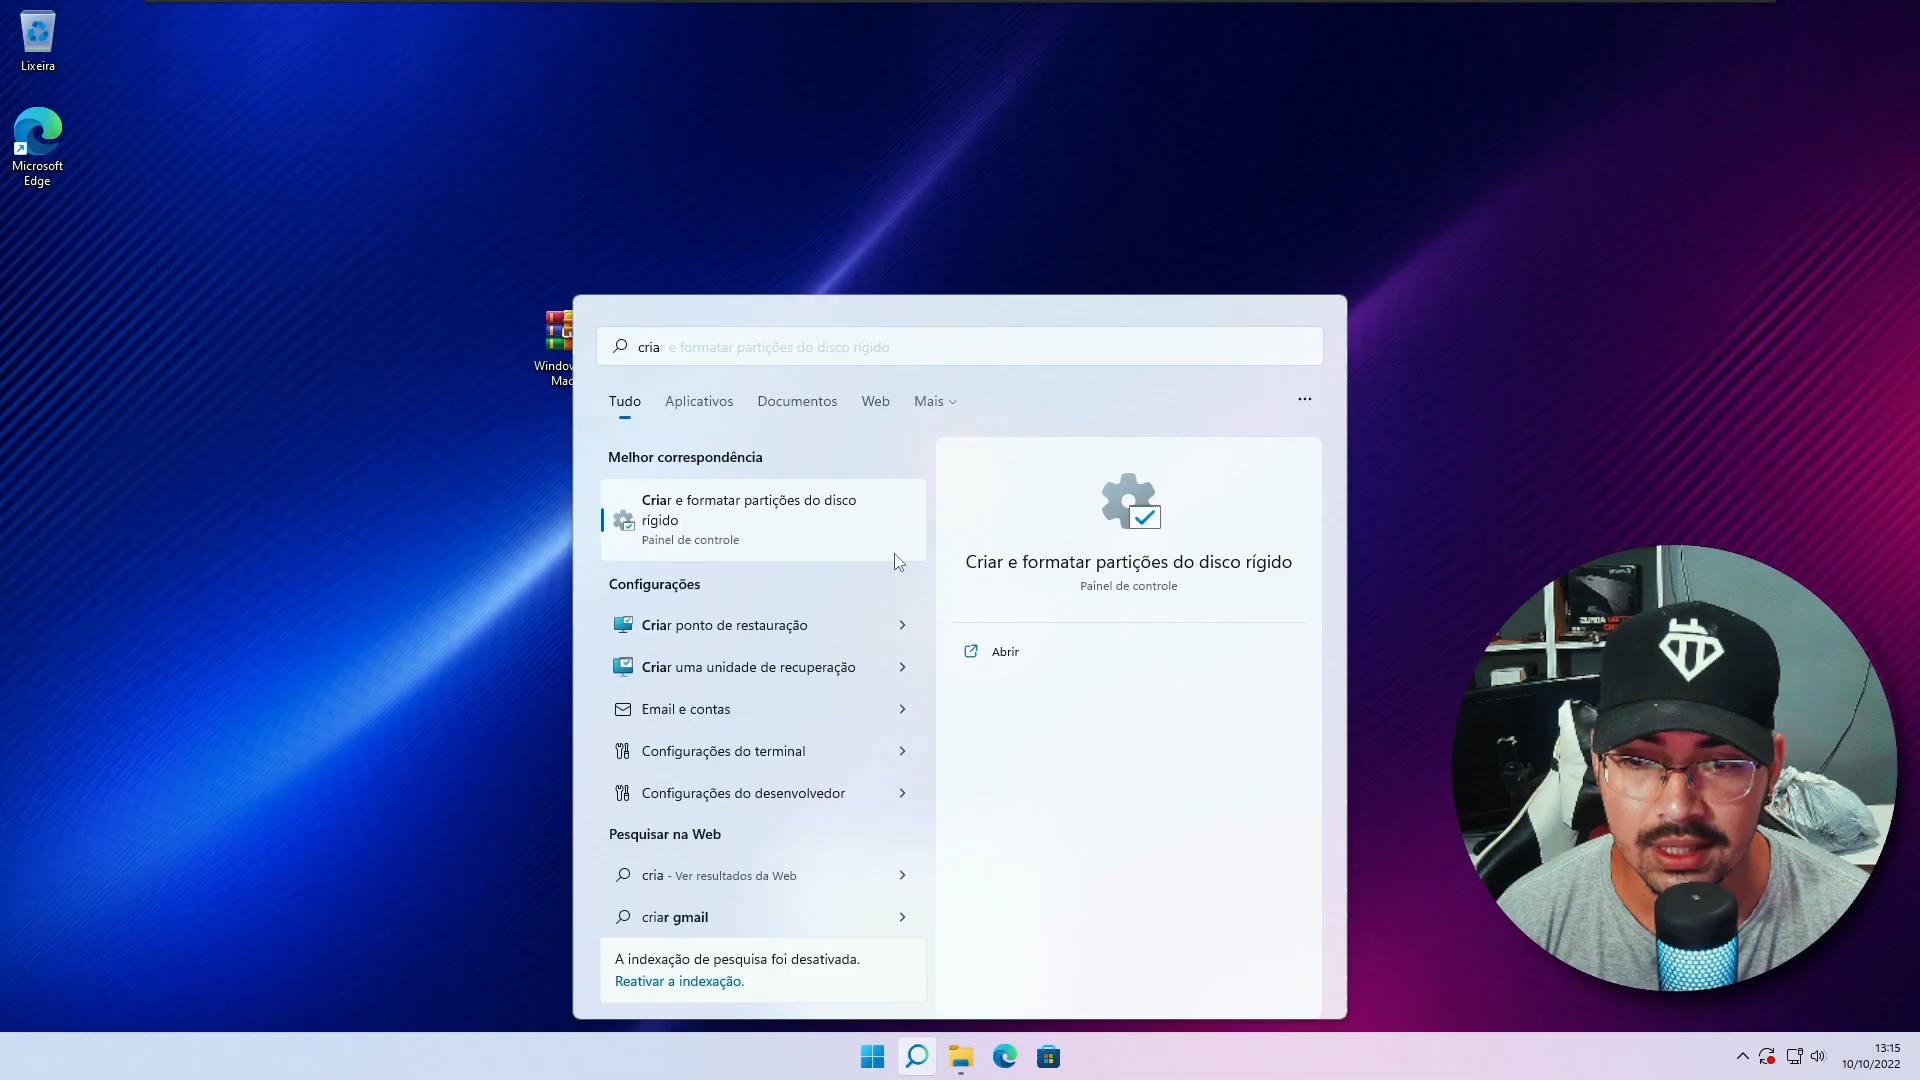 Lixeira
Microsoft
Edge
Mac
criar e formatar partições do disco rígido
Tudo
Aplicativos
Documentos
Web
Mais
Melhor correspondência
Criar e formatar partições do disco
rígido
Painel de controle
Configurações
Criar ponto de restauração
Criar uma unidade de recuperação
Email e contas
Configurações do terminal
Configurações do desenvolvedor
Pesquisar na Web
cria - Ver resultados da Web
criar gmail
A indexação de pesquisa foi desativada.
Reativar a indexação.
Criar e formatar partições do disco rígido
Painel de controle
Abrir
13:15
10/10/2022